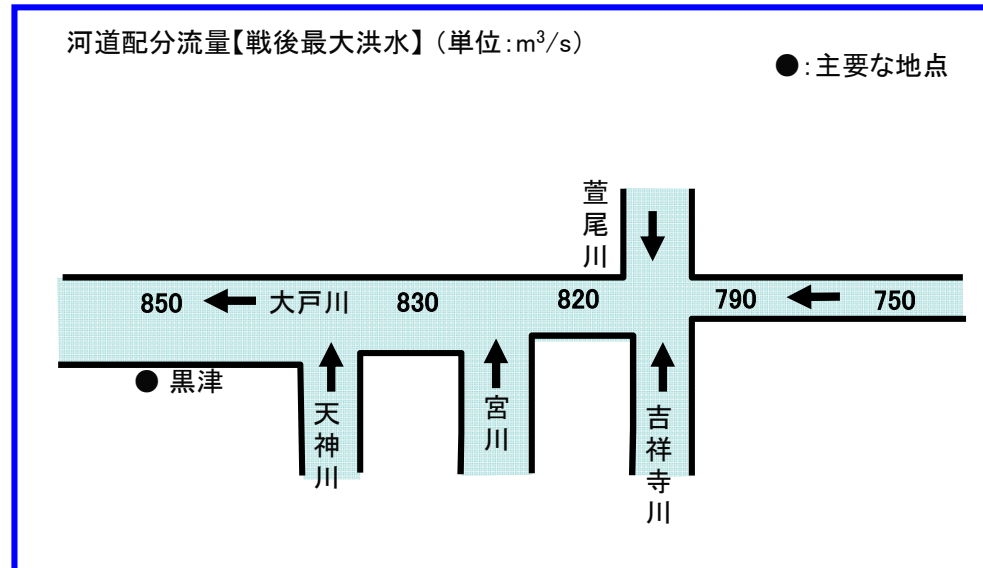 河道配分流量【戦後最大洪水】（単位：m³/s）
●：主要な地点
萱尾川
850
大戸川
830
820
790
750
● 黒津
天神川
宮川
吉祥寺川